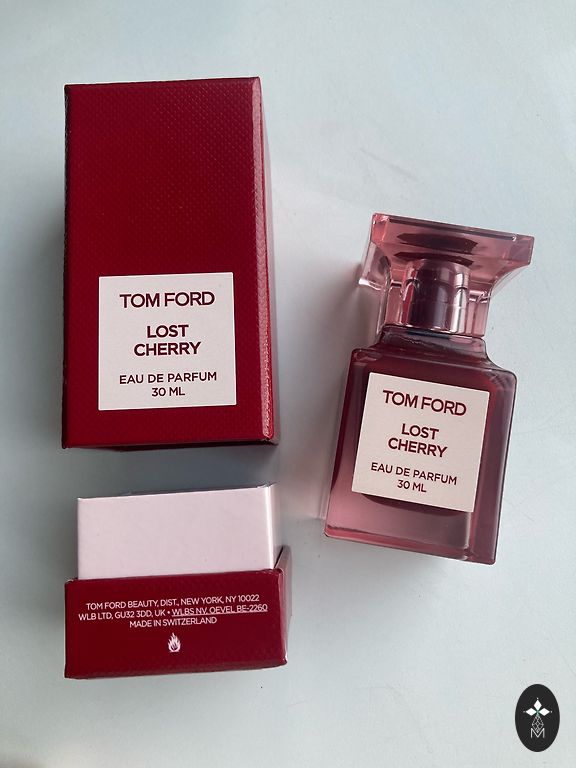 TOM FORD
LOST
CHERRY
EAU DE PARFUM
30 ML
TOM FORD
LOST
CHERRY
EAU DE PARFUM
30 ML
TOM FORD BEAUTY, DIST., NEW YORK, NY 10022
WLB LTD, GU32 3DD, UK • WLBS NV. OEVEL BE-2260
MADE IN SWITZERLAND
M